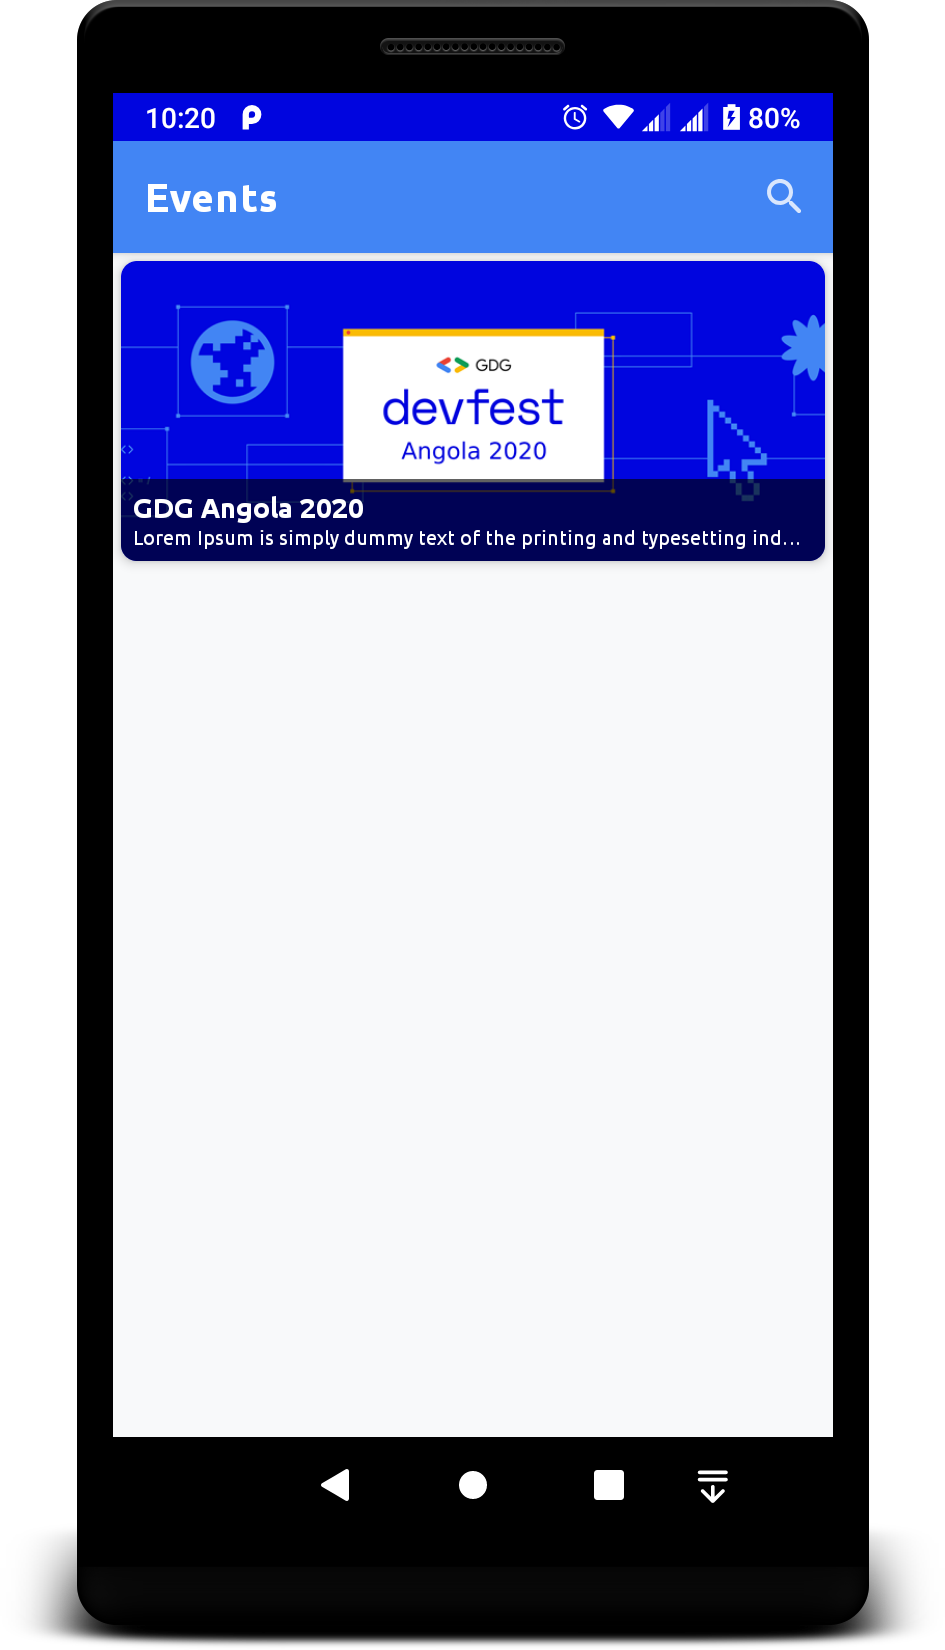 10:20 80%
Events
GDG
devfest
Angola 2020
GDG Angola 2020
Lorem Ipsum is simply dummy text of the printing and typesetting ind...